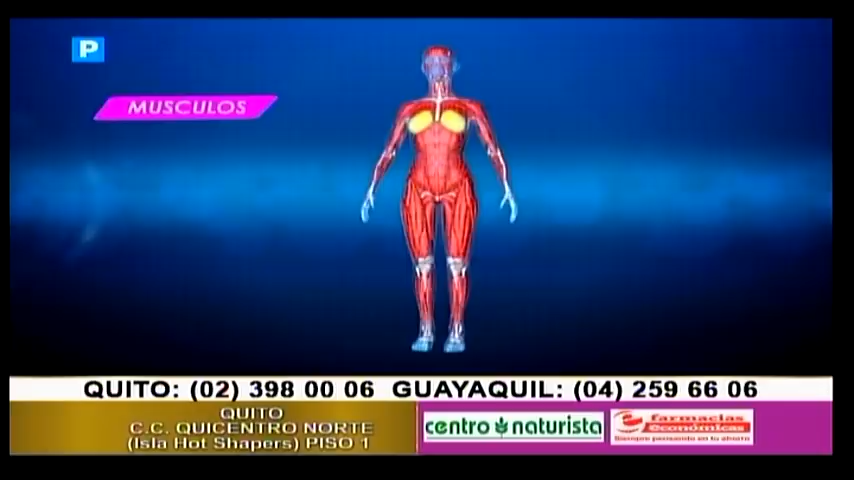 P
MUSCULOS
QUITO: (02) 398 00 06 GUAYAQUIL: (04) 259 66 06
QUITO
C.C. QUICENTRO NORTE
(Isla Hot Shapers) PISO 1
centro naturista
farmacias
económicas
Siempre pensando en tu ahorro